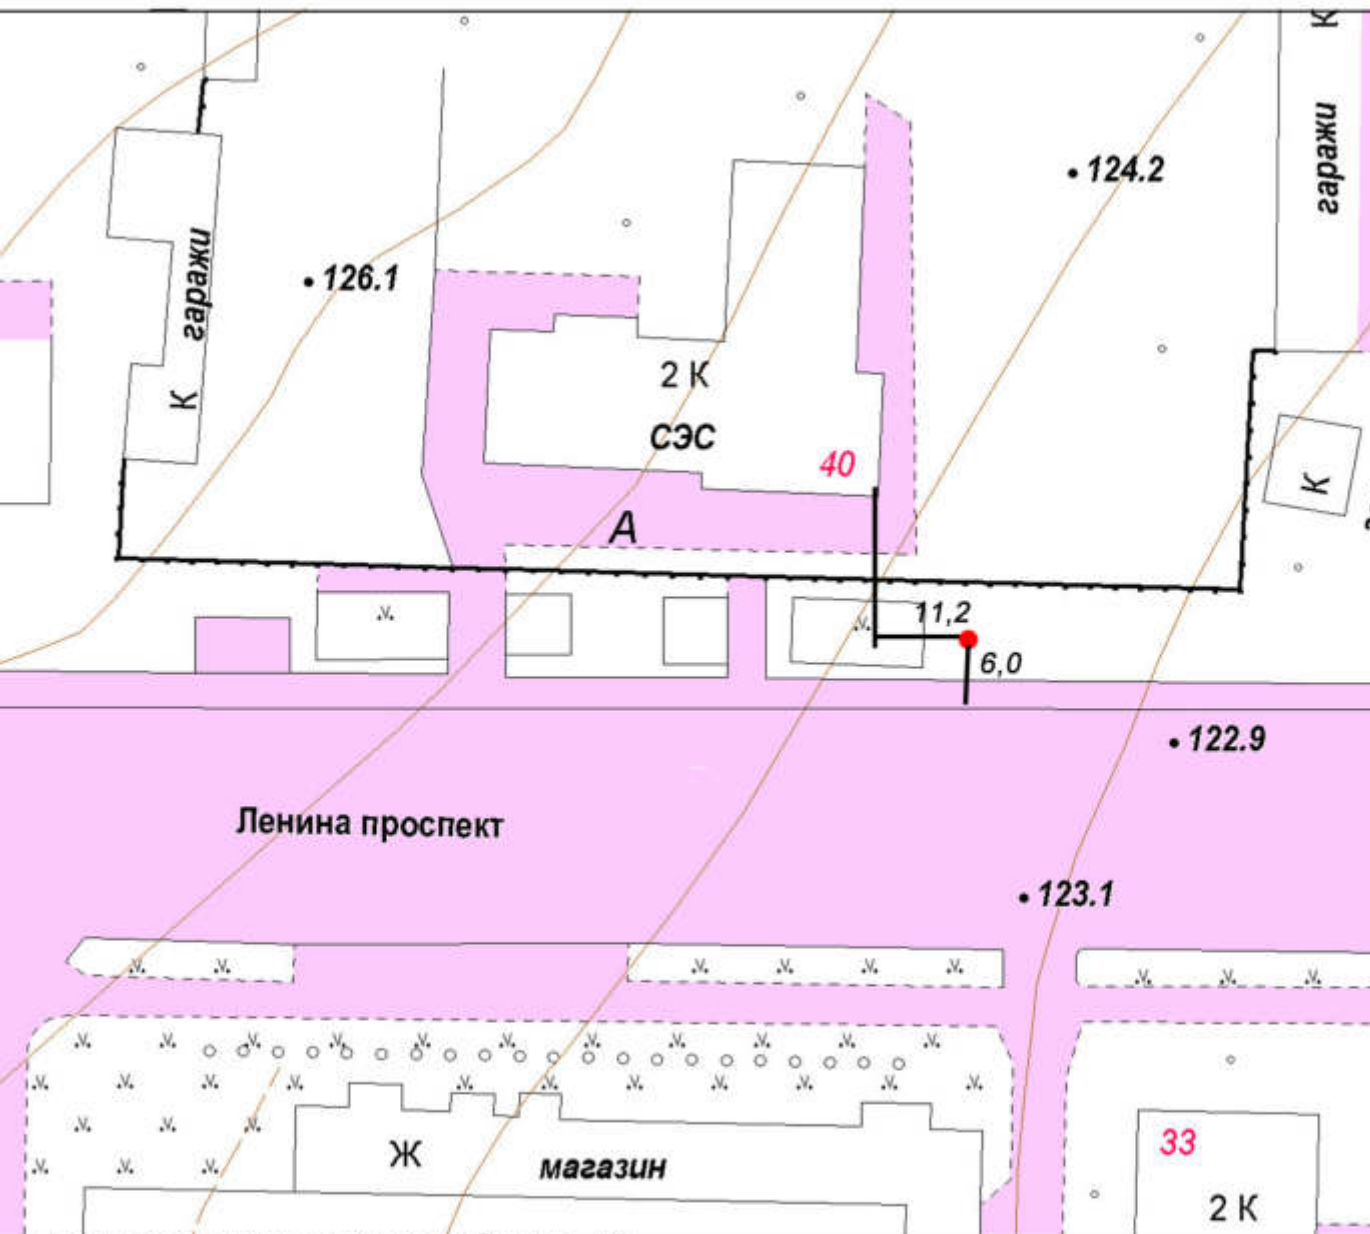 К
гаражи
124.2
гаражи
126.1
К
2 К
СЭС
40
К
А
11,2
6,0
122.9
Ленина проспект
123.1
Ж
магазин
33
2 К